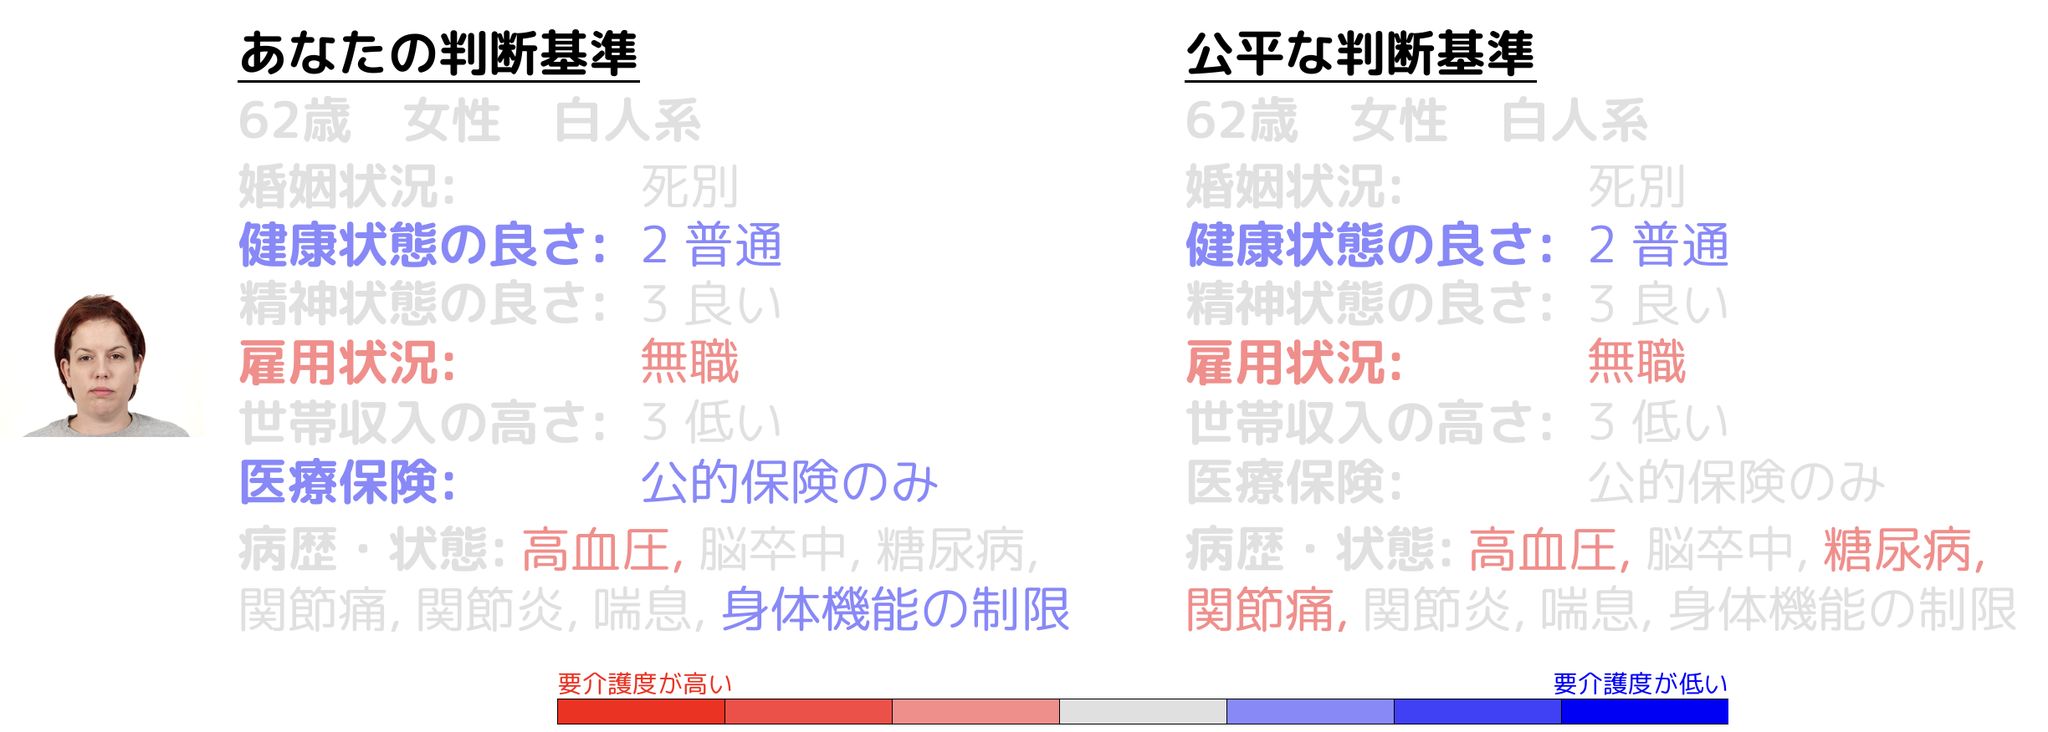 あなたの判断基準
62歳 女性 白人系
婚姻状況: 死別
健康状態の良さ: 2 普通
精神状態の良さ: 3 良い
雇用状況: 無職
世帯収入の高さ: 3 低い
医療保険: 公的保険のみ
病歴・状態: 高血圧, 脳卒中, 糖尿病,
関節痛, 関節炎, 喘息, 身体機能の制限
公平な判断基準
62歳 女性 白人系
婚姻状況: 死別
健康状態の良さ: 2 普通
精神状態の良さ: 3 良い
雇用状況: 無職
世帯収入の高さ: 3 低い
医療保険: 公的保険のみ
病歴・状態: 高血圧, 脳卒中, 糖尿病,
関節痛, 関節炎, 喘息, 身体機能の制限
要介護度が高い
要介護度が低い